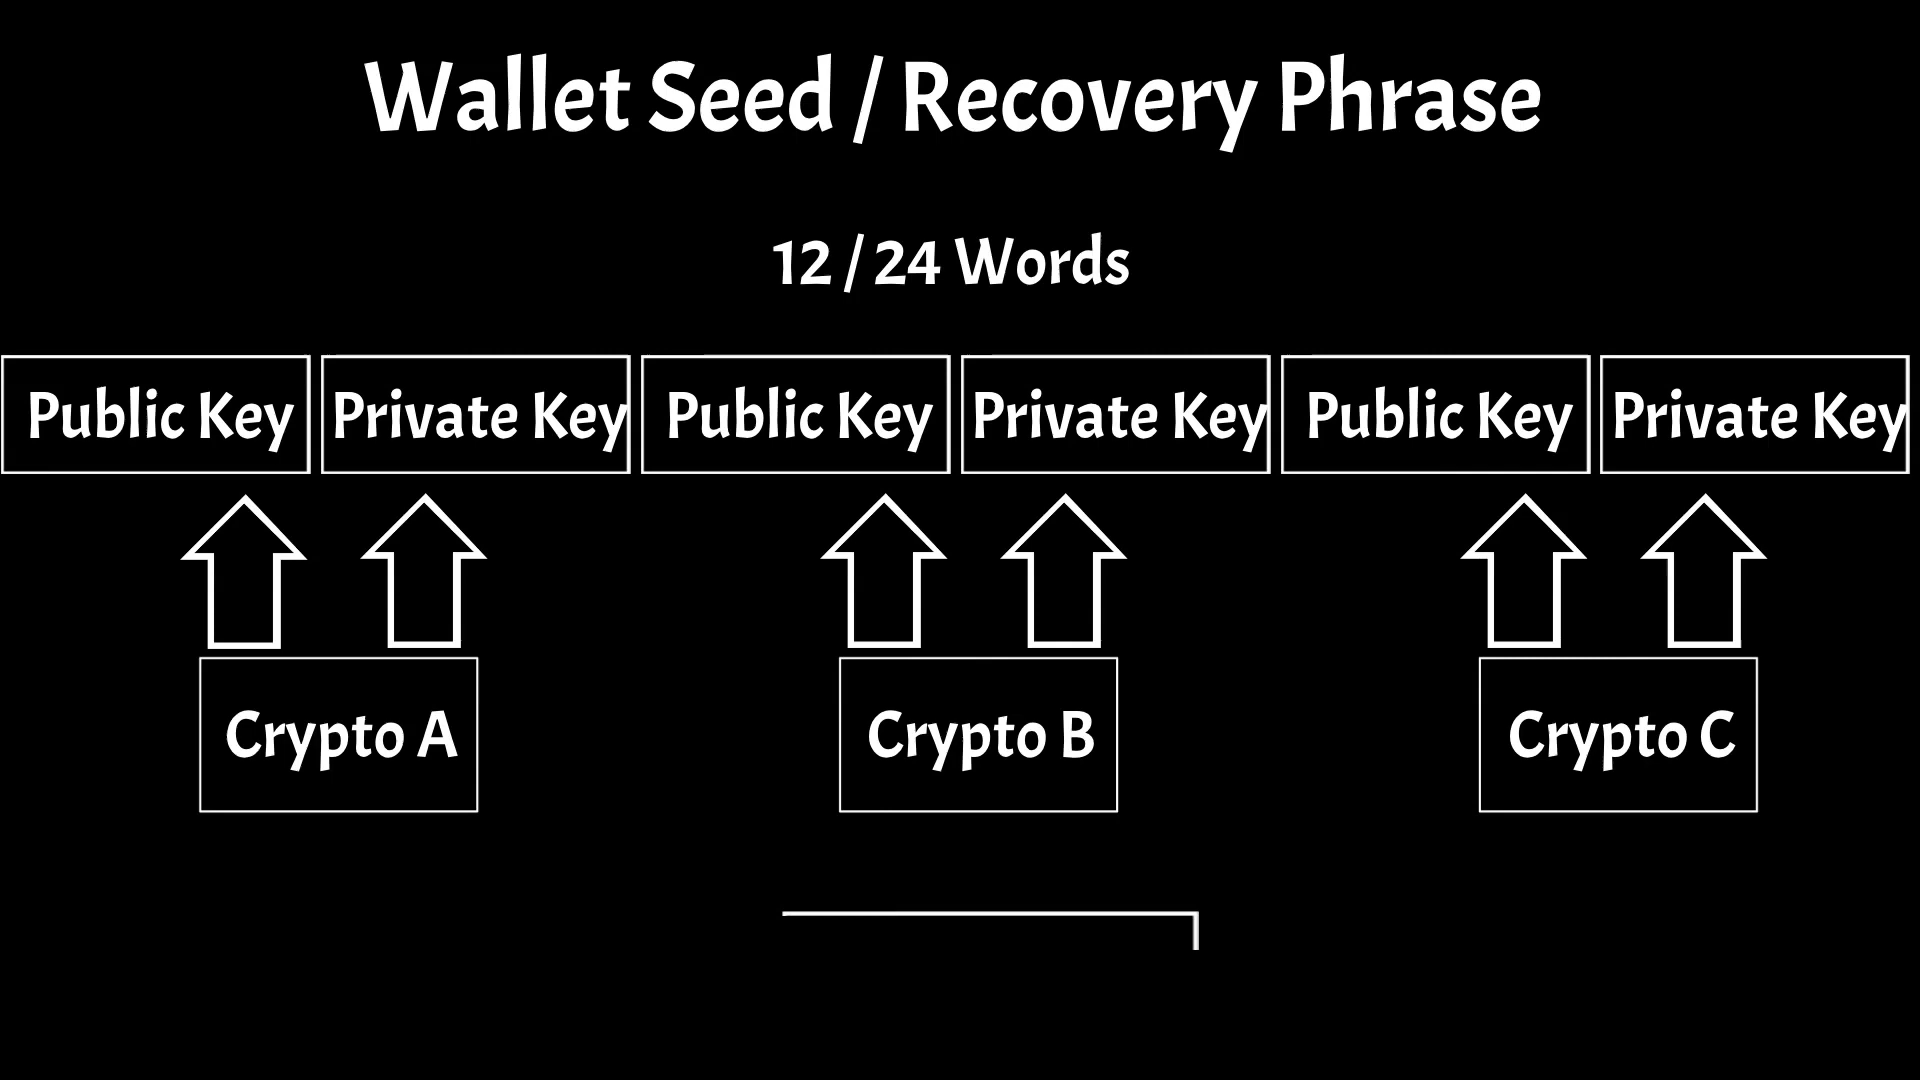 Wallet Seed / Recovery Phrase
12 / 24 Words
Public Key Private Key Public Key Private Key Public Key Private Key
Crypto A Crypto B Crypto C